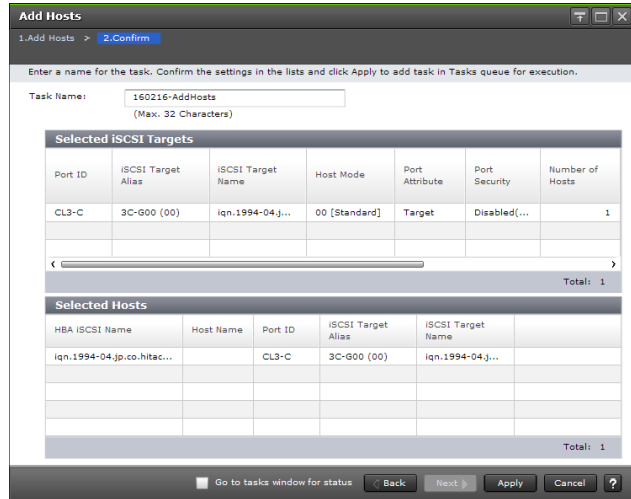 Add Hosts
1.Add Hosts > 2.Confirm
Enter a name for the task. Confirm the settings in the lists and click Apply to add task in Tasks queue for execution.
Task Name: 160216-AddHosts
(Max. 32 Characters)
Selected iSCSI Targets
Port ID iSCSI Target Alias iSCSI Target Name Host Mode Port Attribute Port Security Number of Hosts
CL3-C 3C-G00 (00) iqn.1994-04.j... 00 [Standard] Target Disabled(... 1
Total: 1
Selected Hosts
HBA iSCSI Name Host Name Port ID iSCSI Target Alias iSCSI Target Name
iqn.1994-04.jp.co.hitac... CL3-C 3C-G00 (00) iqn.1994-04.j...
Total: 1
Go to tasks window for status Back Next Apply Cancel ?